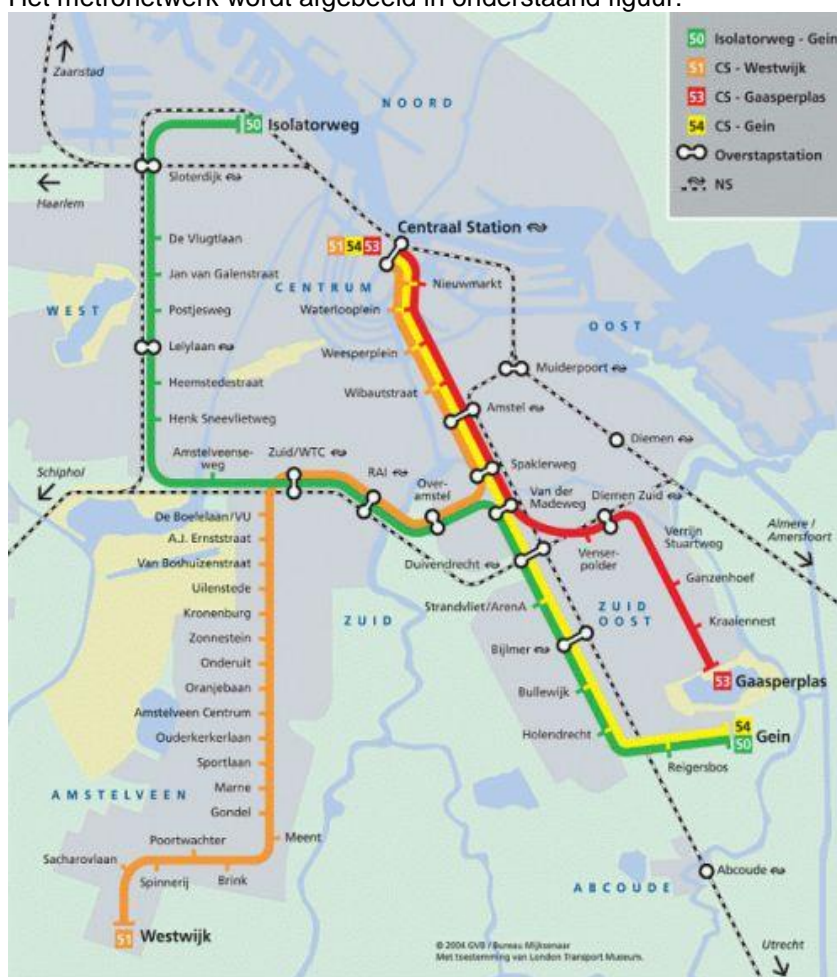 Het metronetwerk wordt afgebeeld in onderstaand figuur.
50 Isolatorweg - Gein
51 CS - Westwijk
53 CS - Gaasperplas
54 CS - Gein
Overstapstation
NS
Zaanstad
NOORD
50 Isolatorweg
Sloterdijk
Haarlem
Centraal Station
51 54 53
De Vlugtlaan
Jan van Galenstraat
CENTRUM
Nieuwmarkt
WEST
Postjesweg
Waterlooplein
OOST
Lelylaan
Weesperplein
Muiderpoort
Heemstedestraat
Wibautstraat
Amstel
Henk Sneevlietweg
Diemen
Amstelveense-
weg
Zuid/WTC
RAI
Over-
amstel
Spaklerweg
Schiphol
Van der
Madeweg
Diemen Zuid
De Boelelaan/VU
A.J. Ernststraat
Van Boshuizenstraat
Uilenstede
Kronenburg
Zonnestein
Onderuit
Oranjebaan
Amstelveen Centrum
Ouderkerkerlaan
Sportlaan
Marne
Gondel
Duivendrecht
Venser-
polder
Verrijn
Stuartweg
Almere /
Amersfoort
Ganzenhoef
Strandvliet/ArenA
ZUID
ZUID
OOST
Kraaiennest
Bijlmer
53 Gaasperplas
Bullewijk
54
50
Gein
Holendrecht
Reigersbos
AMSTELVEEN
Poortwachter
Meent
Sacharovlaan
Spinnerij
Brink
51 Westwijk
Abcoude
ABCOUDE
Utrecht
© 2004 GVB / Bureau Mijksenaar
Met toestemming van London Transport Museum.